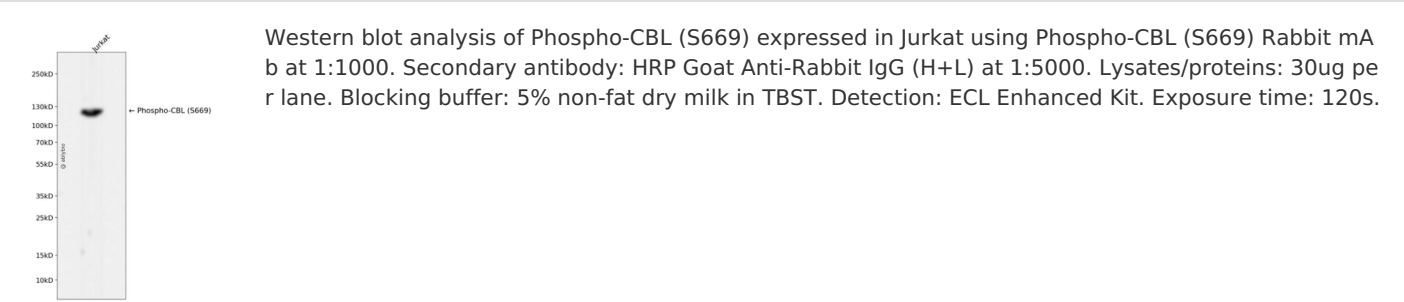 Jurkat
250kD
130kD
← Phospho-CBL (S669)
100kD
70kD
55kD
35kD
25kD
15kD
10kD
Western blot analysis of Phospho-CBL (S669) expressed in Jurkat using Phospho-CBL (S669) Rabbit mA
b at 1:1000. Secondary antibody: HRP Goat Anti-Rabbit IgG (H+L) at 1:5000. Lysates/proteins: 30ug pe
r lane. Blocking buffer: 5% non-fat dry milk in TBST. Detection: ECL Enhanced Kit. Exposure time: 120s.